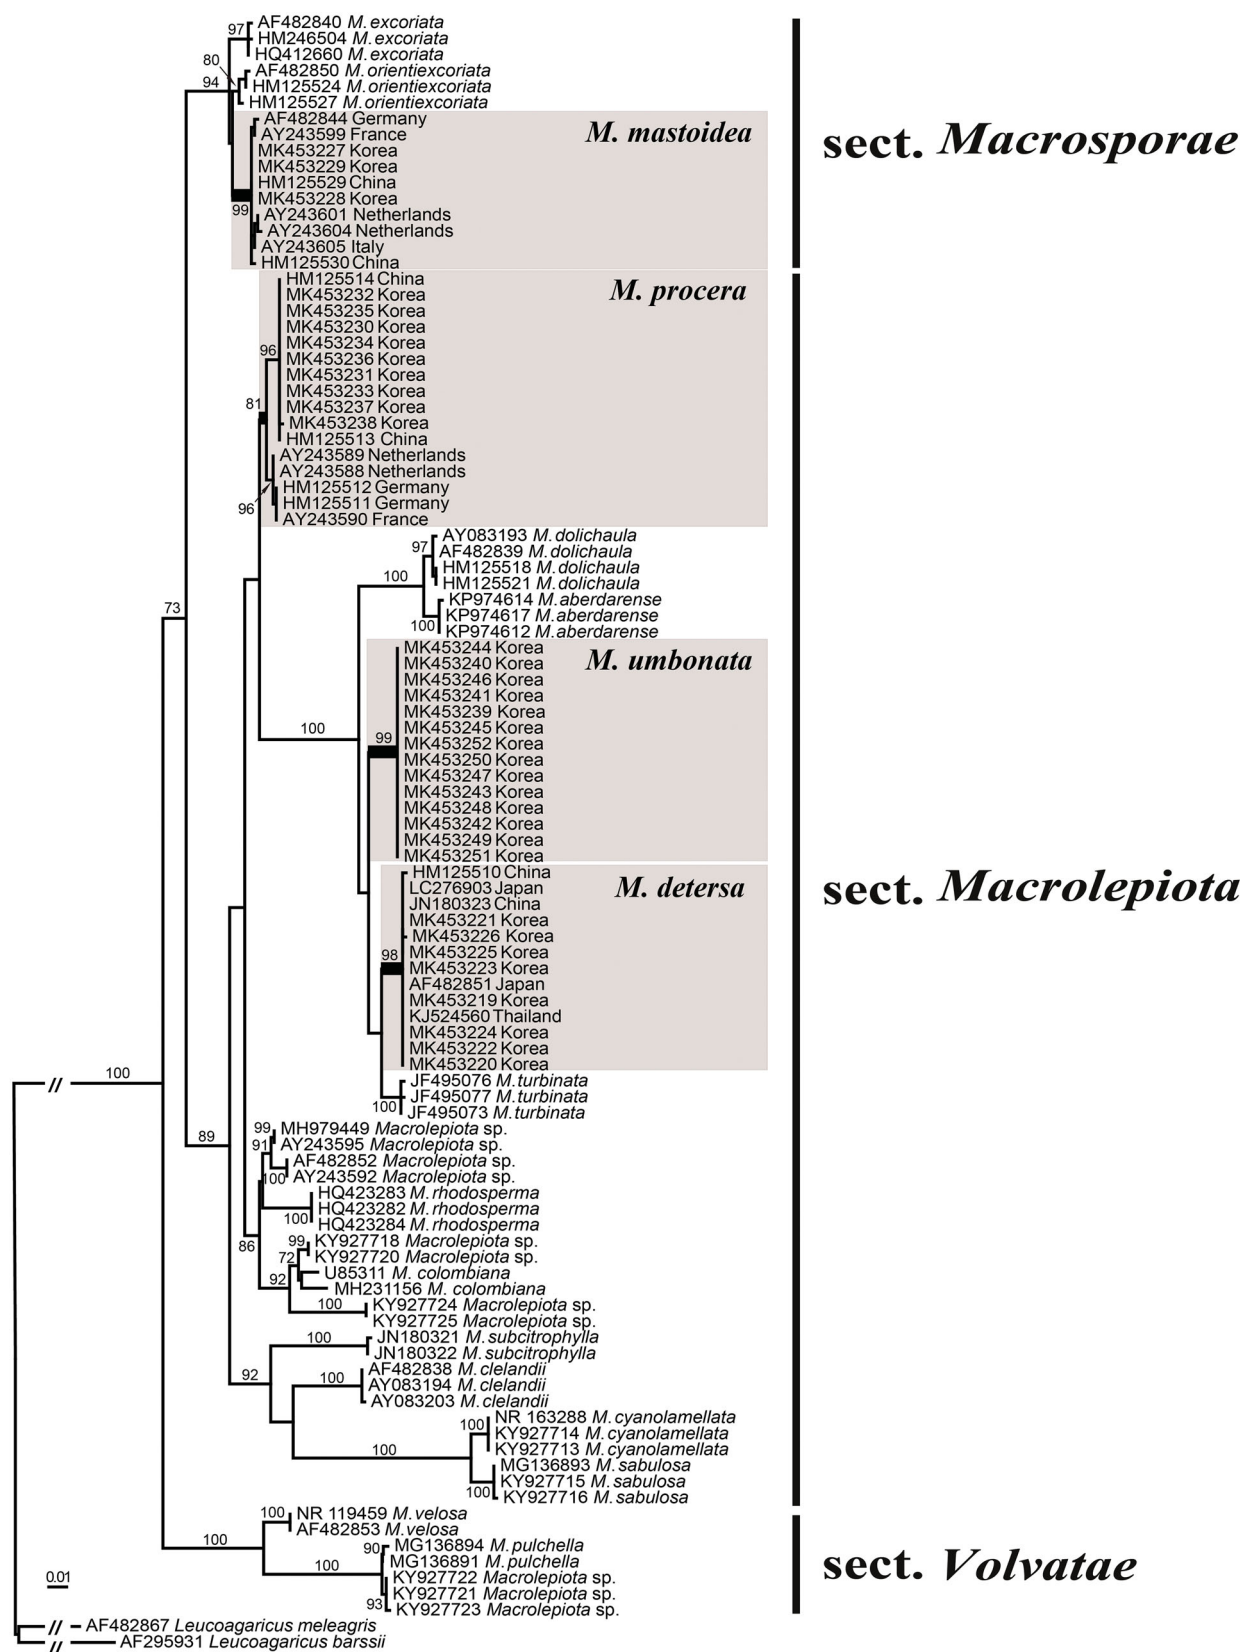 97
AF482840 M. excoriata
HM246504 M. excoriata
HQ412660 M. excoriata
80
AF482850 M. orientiexcoriata
94
HM125524 M. orientiexcoriata
HM125527 M. orientiexcoriata
AF482844 Germany
M. mastoidea
sect. Macrosporae
AY243599 France
MK453227 Korea
MK453229 Korea
HM125529 China
MK453228 Korea
99
AY243601 Netherlands
AY243604 Netherlands
AY243605 Italy
HM125530 China
HM125514 China
M. procera
MK453232 Korea
MK453235 Korea
MK453230 Korea
MK453234 Korea
96
MK453236 Korea
MK453231 Korea
MK453233 Korea
81
MK453237 Korea
MK453238 Korea
HM125513 China
AY243589 Netherlands
AY243588 Netherlands
HM125512 Germany
96
HM125511 Germany
AY243590 France
AY083193 M. dolichaula
97
AF482839 M. dolichaula
HM125518 M. dolichaula
100
HM125521 M. dolichaula
KP974614 M. aberdarense
73
KP974617 M. aberdarense
100
KP974612 M. aberdarense
MK453244 Korea
M. umbonata
MK453240 Korea
MK453246 Korea
MK453241 Korea
MK453239 Korea
100
MK453245 Korea
99
MK453252 Korea
MK453250 Korea
MK453247 Korea
MK453243 Korea
MK453248 Korea
MK453242 Korea
MK453249 Korea
MK453251 Korea
HM125510 China
M. detersa
sect. Macrolepiota
LC276903 Japan
JN180323 China
MK453221 Korea
MK453226 Korea
98
MK453225 Korea
MK453223 Korea
AF482851 Japan
MK453219 Korea
KJ524560 Thailand
MK453224 Korea
MK453222 Korea
MK453220 Korea
100
JF495076 M. turbinata
JF495077 M. turbinata
100
JF495073 M. turbinata
99
MH979449 Macrolepiota sp.
89
91
AY243595 Macrolepiota sp.
AF482852 Macrolepiota sp.
100
AY243592 Macrolepiota sp.
HQ423283 M. rhodosperma
HQ423282 M. rhodosperma
100
HQ423284 M. rhodosperma
86
99
KY927718 Macrolepiota sp.
72
KY927720 Macrolepiota sp.
U85311 M. colombiana
92
MH231156 M. colombiana
100
KY927724 Macrolepiota sp.
KY927725 Macrolepiota sp.
100
JN180321 M. subcitrophylla
JN180322 M. subcitrophylla
92
AF482838 M. clelandii
100
AY083194 M. clelandii
AY083203 M. clelandii
100
NR 163288 M. cyanolamellata
KY927714 M. cyanolamellata
100
KY927713 M. cyanolamellata
MG136893 M. sabulosa
KY927715 M. sabulosa
100
KY927716 M. sabulosa
100
NR 119459 M. velosa
AF482853 M. velosa
100
90
MG136894 M. pulchella
100
MG136891 M. pulchella
sect. Volvatae
0.01
KY927722 Macrolepiota sp.
KY927721 Macrolepiota sp.
93
KY927723 Macrolepiota sp.
AF482867 Leucoagaricus meleagris
AF295931 Leucoagaricus barssii